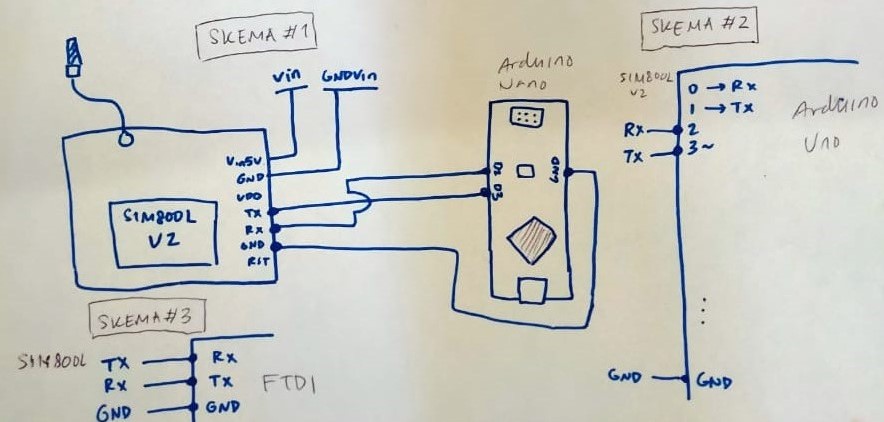 SKEMA #1
Vin GNDVin
Vin5V
GND
VDD
TX
RX
GND
RST
SIM800L
V2
Arduino
Nano
D2
D3
GND
SKEMA #2
SIM800L
V2
0 → Rx
1 → Tx
Rx 2
Tx 3~
Arduino
Uno
GND GND
SKEMA #3
SIM800L TX Rx
Rx TX
GND GND
FTDI